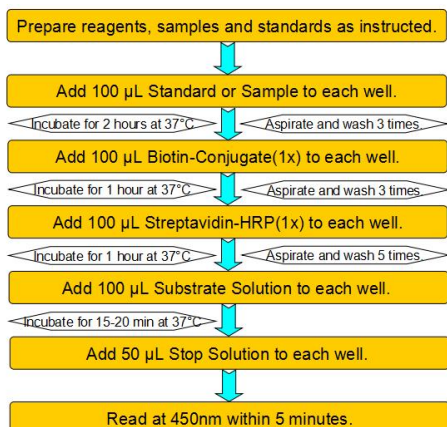 Prepare reagents, samples and standards as instructed.
Add 100 µL Standard or Sample to each well.
Incubate for 2 hours at 37°C
Aspirate and wash 3 times.
Add 100 µL Biotin-Conjugate(1x) to each well.
Incubate for 1 hour at 37°C
Aspirate and wash 3 times.
Add 100 µL Streptavidin-HRP(1x) to each well.
Incubate for 1 hour at 37°C
Aspirate and wash 5 times.
Add 100 µL Substrate Solution to each well.
Incubate for 15-20 min at 37°C
Add 50 µL Stop Solution to each well.
Read at 450nm within 5 minutes.